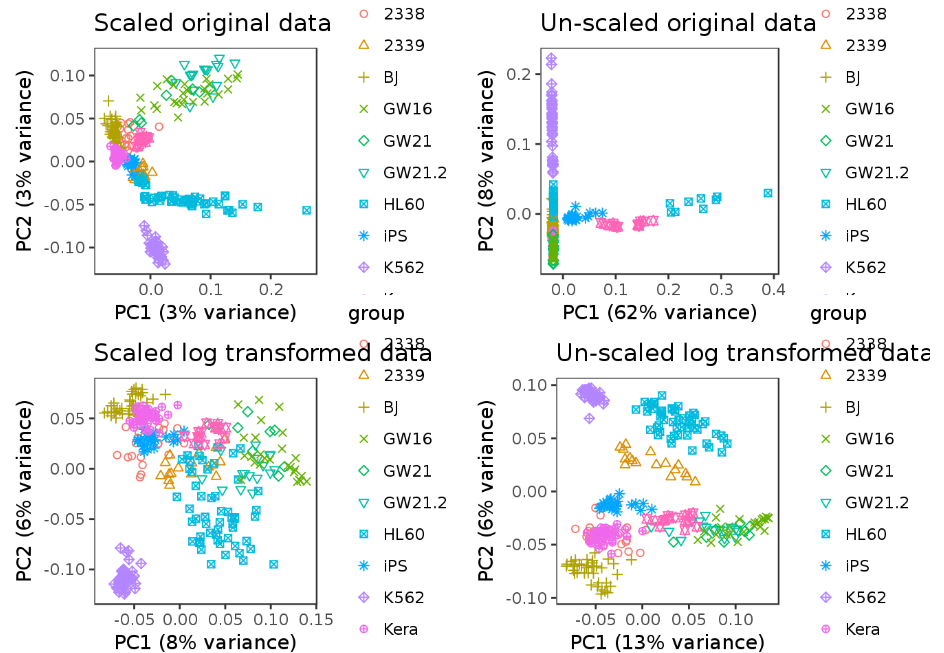 Scaled original data
PC2 (3% variance)
0.10
0.05
0.00
-0.05
-0.10
0.0
0.1
0.2
PC1 (3% variance)
2338
2339
BJ
GW16
GW21
GW21.2
HL60
iPS
K562
Un-scaled original data
PC2 (8% variance)
0.2
0.1
0.0
0.0
0.1
0.2
0.3
0.4
PC1 (62% variance)
2338
2339
BJ
GW16
GW21
GW21.2
HL60
iPS
K562
Scaled log transformed data
PC2 (6% variance)
0.05
0.00
-0.05
-0.10
-0.05
0.00
0.05
0.10
0.15
PC1 (8% variance)
group
2338
2339
BJ
GW16
GW21
GW21.2
HL60
iPS
K562
Kera
Un-scaled log transformed data
PC2 (6% variance)
0.10
0.05
0.00
-0.05
-0.10
-0.05
0.00
0.05
0.10
PC1 (13% variance)
group
2338
2339
BJ
GW16
GW21
GW21.2
HL60
iPS
K562
Kera